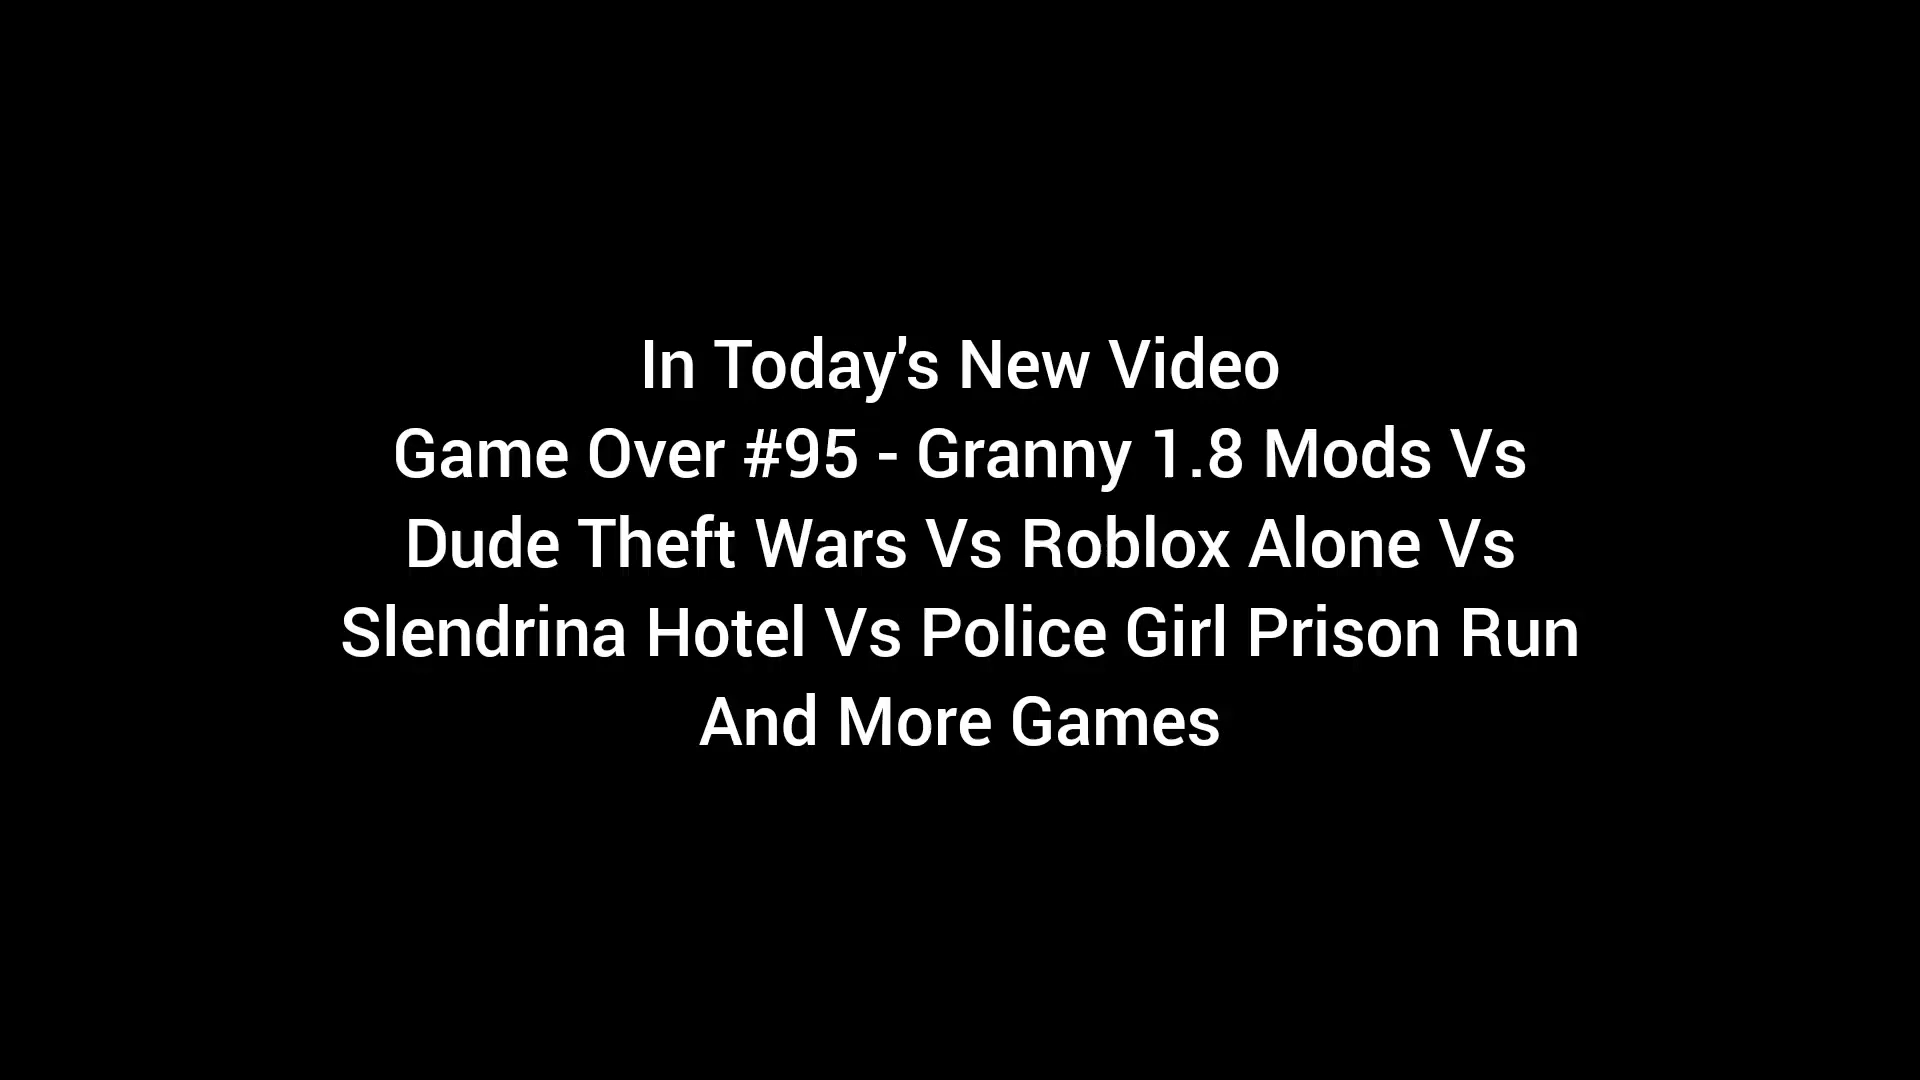 In Today's New Video
Game Over #95 - Granny 1.8 Mods Vs
Dude Theft Wars Vs Roblox Alone Vs
Slendrina Hotel Vs Police Girl Prison Run
And More Games